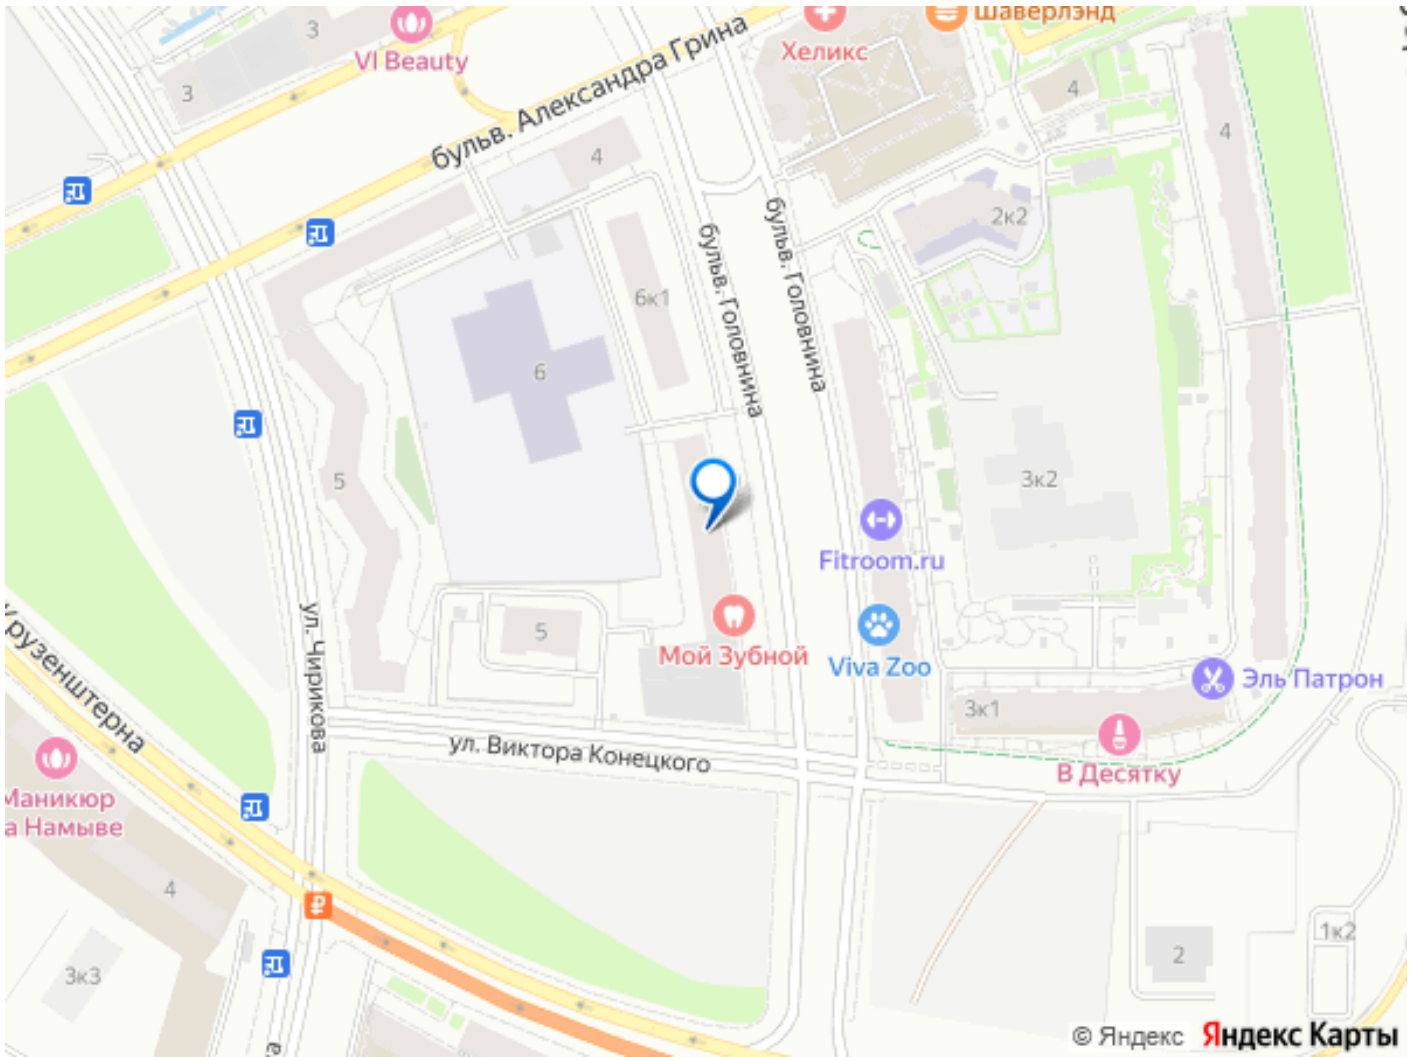 Шаверлэнд
3
VI Beauty
Хеликс
3
4
бульв. Александра Грина
4
4
2к2
бульв. Головнина
бульв. Головнина
6к1
6
5
3к2
Fitroom.ru
ул. Чирикова
5
Мой Зубной
Viva Zoo
Эль Патрон
3к1
Крузенштерна
ул. Виктора Конецкого
В Десятку
Маникюр
а Намыве
4
₽
1к2
2
3к3
© Яндекс Яндекс Карты